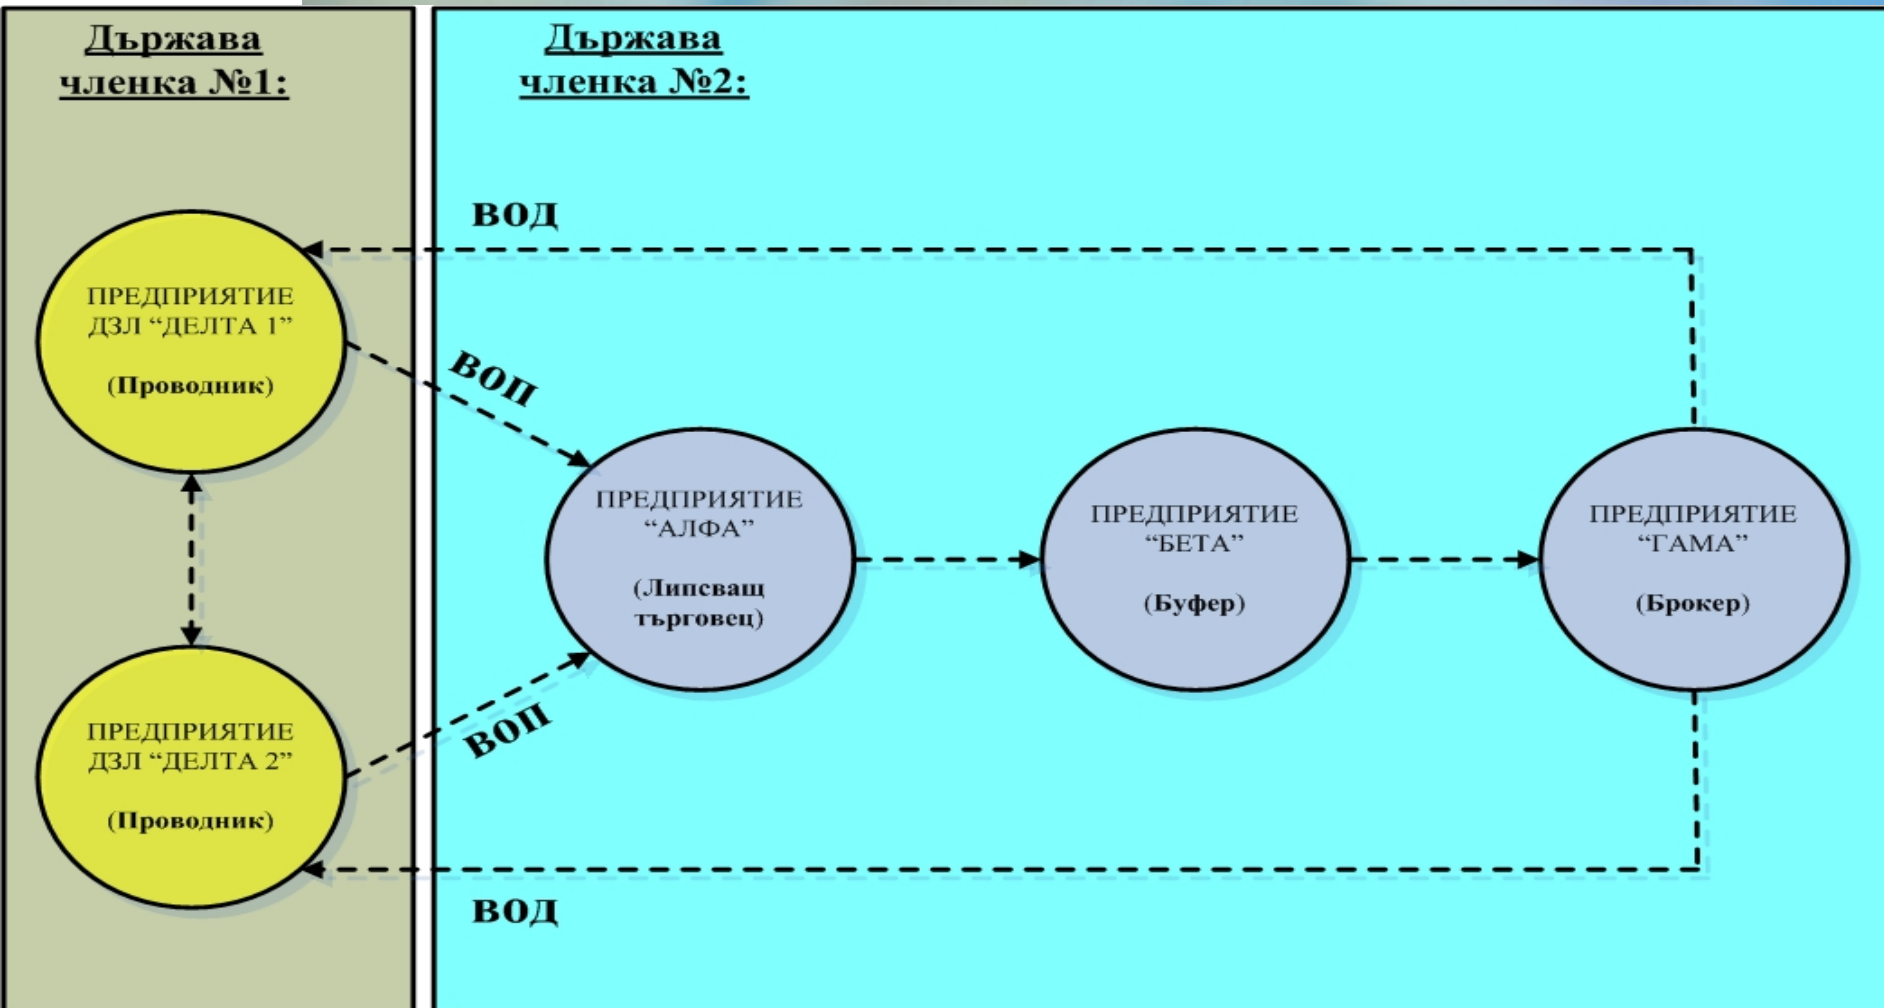 Държава
членка №1:
Държава
членка №2:
ВОД
ПРЕДПРИЯТИЕ
ДЗЛ “ДЕЛТА 1”
(Проводник)
ВОП
ПРЕДПРИЯТИЕ
“АЛФА”
(Липсващ
търговец)
ПРЕДПРИЯТИЕ
“БЕТА”
(Буфер)
ПРЕДПРИЯТИЕ
“ГАМА”
(Брокер)
ПРЕДПРИЯТИЕ
ДЗЛ “ДЕЛТА 2”
(Проводник)
ВОП
ВОД